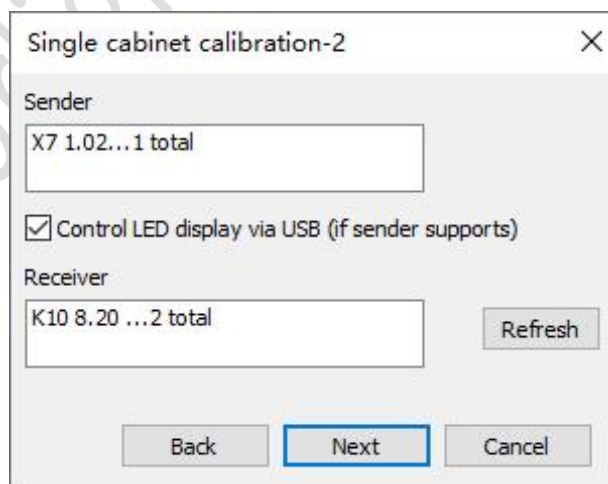 Single cabinet calibration-2
Sender
X7 1.02...1 total
Control LED display via USB (if sender supports)
Receiver
K10 8.20 ...2 total
Refresh
Back Next Cancel